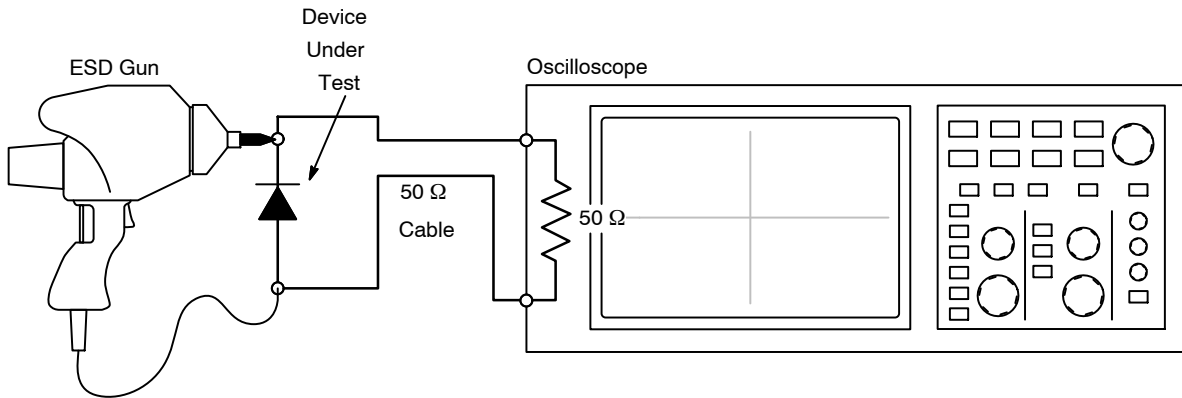 Device
Under
Test
ESD Gun
Oscilloscope
50 Ω
Cable
50 Ω